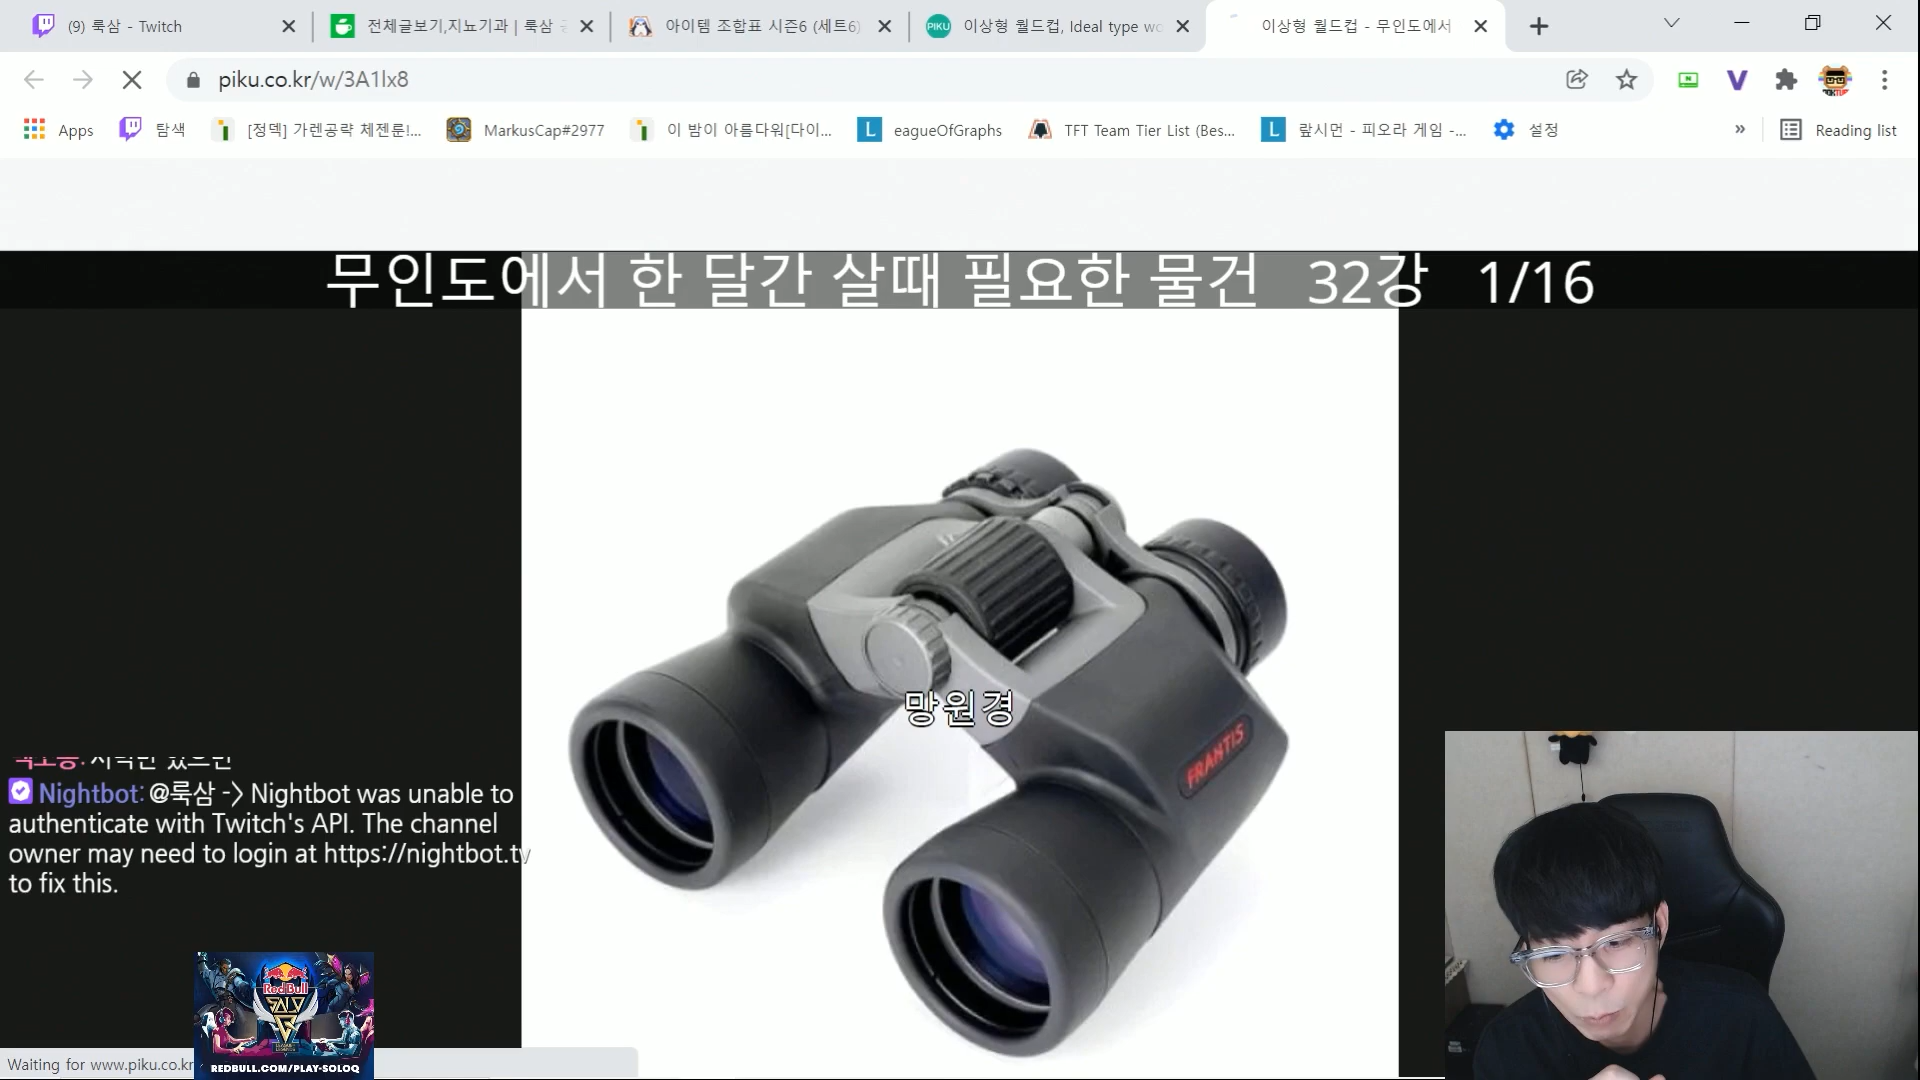 (9) 룩삼 - Twitch
전체글보기,지뇨기과 | 룩삼
아이템 조합표 시즌6 (세트6)
PIKU
이상형 월드컵, Ideal type wo
이상형 월드컵 - 무인도에서
piku.co.kr/w/3A1lx8
Apps
탐색
[정덱] 가렌공략 체젠룬!...
MarkusCap#2977
이 밤이 아름다워[다이...
L
eagueOfGraphs
TFT Team Tier List (Bes...
L
랖시먼 - 피오라 게임 -...
설정
»
Reading list
무인도에서 한 달간 살때 필요한 물건 32강 1/16
망원경
FRANTIS
Nightbot: @룩삼 -> Nightbot was unable to
authenticate with Twitch's API. The channel
owner may need to login at https://nightbot.tv
to fix this.
RedBull
REDBULL.COM/PLAY-SOLOQ
Waiting for www.piku.co.kr